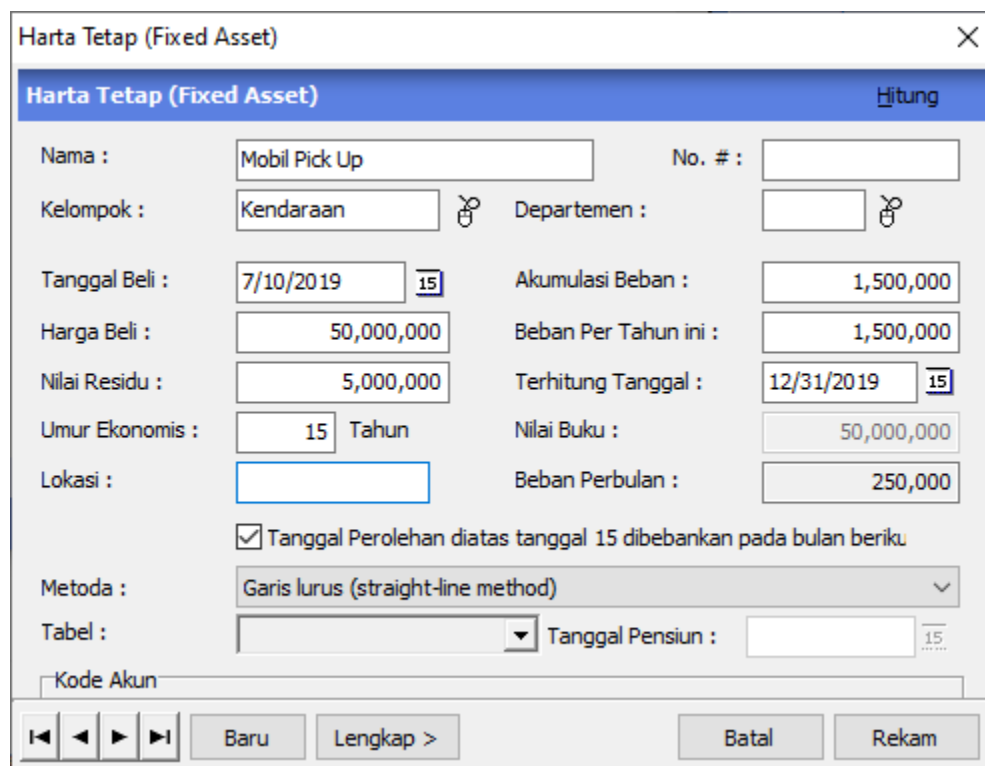 Harta Tetap (Fixed Asset)
Harta Tetap (Fixed Asset) Hitung
Nama : Mobil Pick Up No. # :
Kelompok : Kendaraan Departemen :
Tanggal Beli : 7/10/2019 15 Akumulasi Beban : 1,500,000
Harga Beli : 50,000,000 Beban Per Tahun ini : 1,500,000
Nilai Residu : 5,000,000 Terhitung Tanggal : 12/31/2019 15
Umur Ekonomis : 15 Tahun Nilai Buku : 50,000,000
Lokasi : Beban Perbulan : 250,000
Tanggal Perolehan diatas tanggal 15 dibebankan pada bulan beriku
Metoda : Garis lurus (straight-line method)
Tabel : Tanggal Pensiun : 15
Kode Akun
Baru Lengkap > Batal Rekam